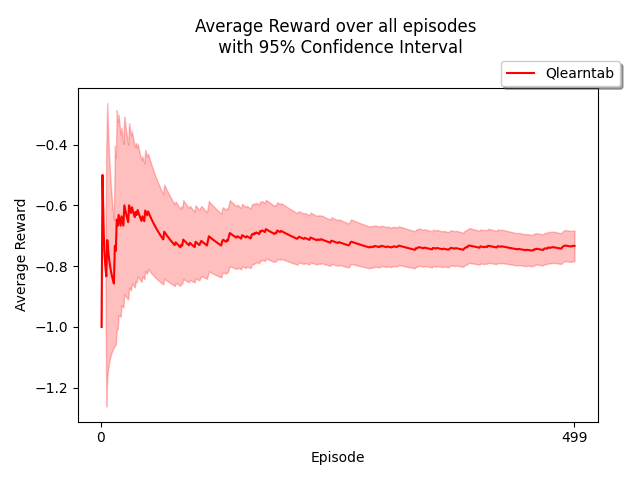 Average Reward over all episodes
with 95% Confidence Interval
Qlearntab
Average Reward
−0.4
−0.6
−0.8
−1.0
−1.2
0
499
Episode